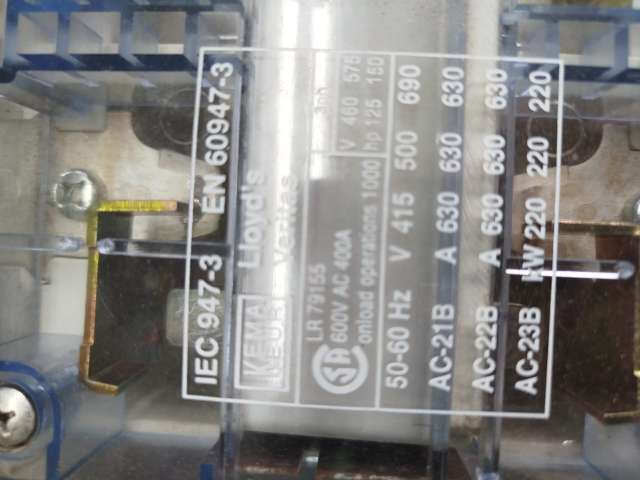 IEC 947-3 EN 60947-3
KEMA Lloyd's
KEUR Veritas
LR 79155
600V AC 400A V 460 575
onload operations 1000 hp 125 150
50-60 Hz V 415 500 690
AC-21B A 630 630 630
AC-22B A 630 630 630
AC-23B kW 220 220 220